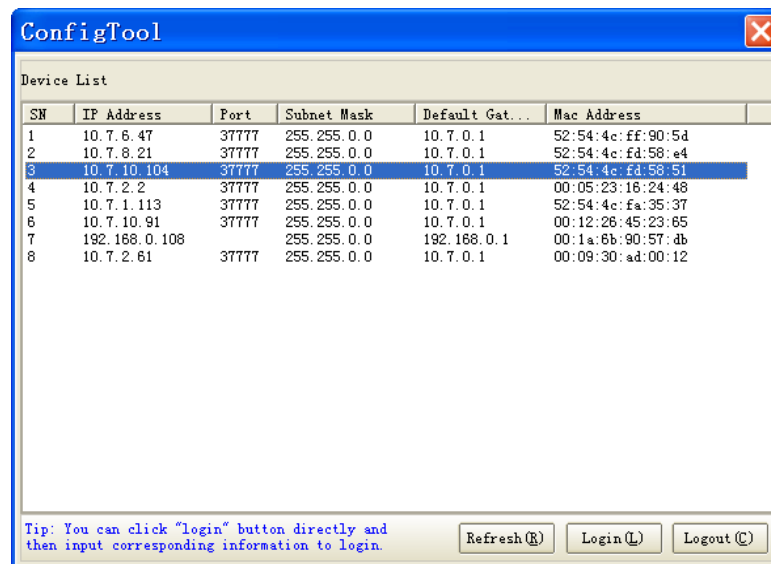 ConfigTool
Device List
SN IP Address Port Subnet Mask Default Gat... Mac Address
1 10.7.6.47 37777 255.255.0.0 10.7.0.1 52:54:4c:ff:90:5d
2 10.7.8.21 37777 255.255.0.0 10.7.0.1 52:54:4c:fd:58:e4
3 10.7.10.104 37777 255.255.0.0 10.7.0.1 52:54:4c:fd:58:51
4 10.7.2.2 37777 255.255.0.0 10.7.0.1 00:05:23:16:24:48
5 10.7.1.113 37777 255.255.0.0 10.7.0.1 52:54:4c:fa:35:37
6 10.7.10.91 37777 255.255.0.0 10.7.0.1 00:12:26:45:23:65
7 192.168.0.108 255.255.0.0 192.168.0.1 00:1a:6b:90:57:db
8 10.7.2.61 37777 255.255.0.0 10.7.0.1 00:09:30:ad:00:12
Tip: You can click "login" button directly and
then input corresponding information to login.
Refresh(R) Login(L) Logout(C)